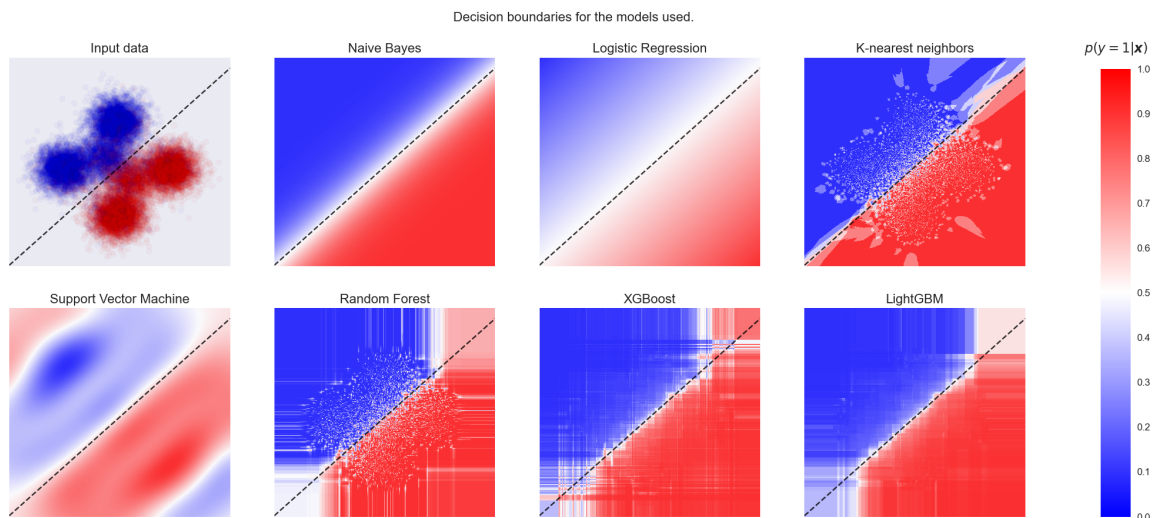 Decision boundaries for the models used.
Input data
Naive Bayes
Logistic Regression
K-nearest neighbors
p(y = 1|x)
1.0
0.9
0.8
0.7
0.6
0.5
0.4
0.3
0.2
0.1
0.0
Support Vector Machine
Random Forest
XGBoost
LightGBM